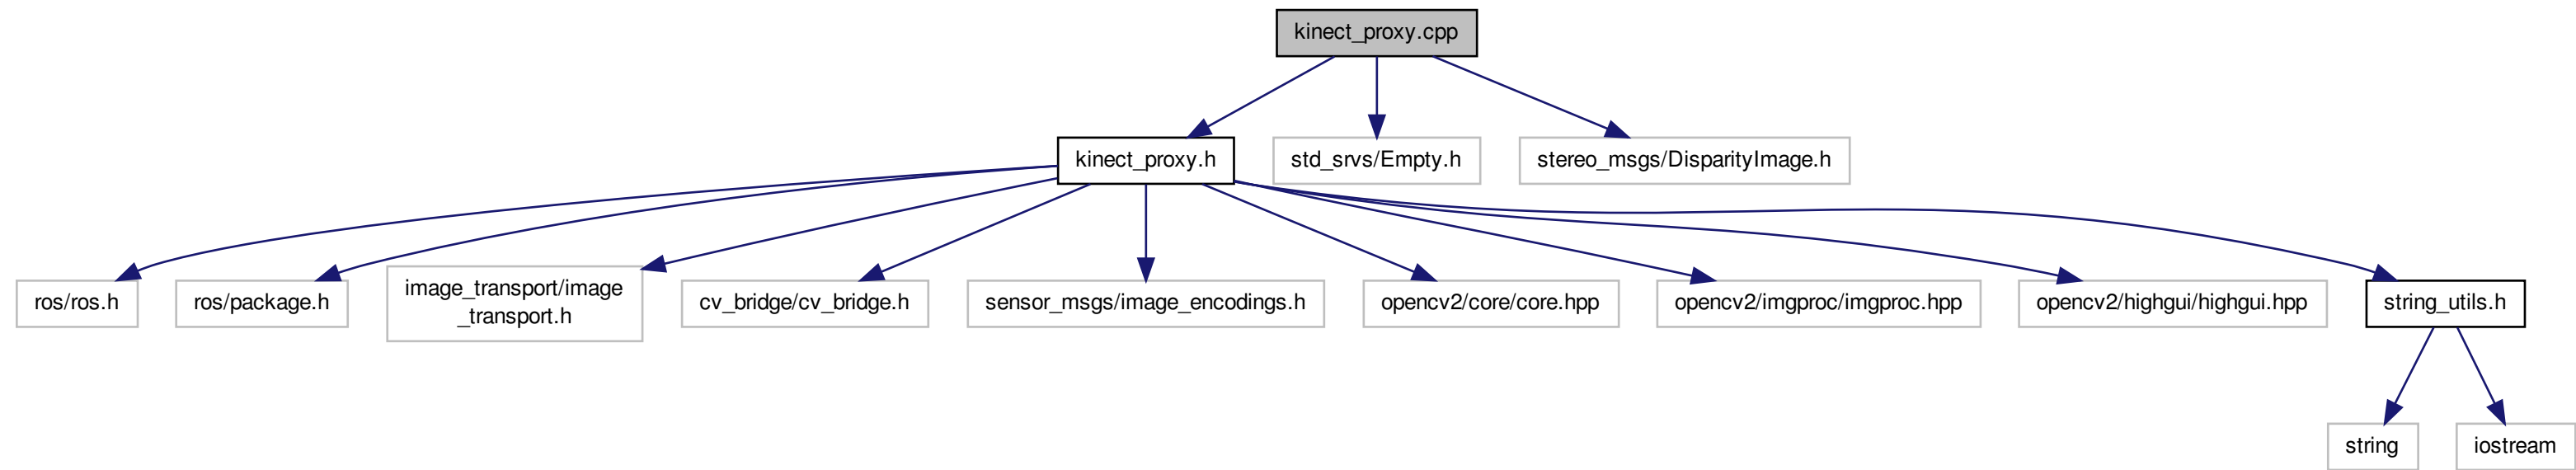 kinect_proxy.cpp
kinect_proxy.h
std_srvs/Empty.h
stereo_msgs/DisparityImage.h
ros/ros.h
ros/package.h
image_transport/image
_transport.h
cv_bridge/cv_bridge.h
sensor_msgs/image_encodings.h
opencv2/core/core.hpp
opencv2/imgproc/imgproc.hpp
opencv2/highgui/highgui.hpp
string_utils.h
string
iostream